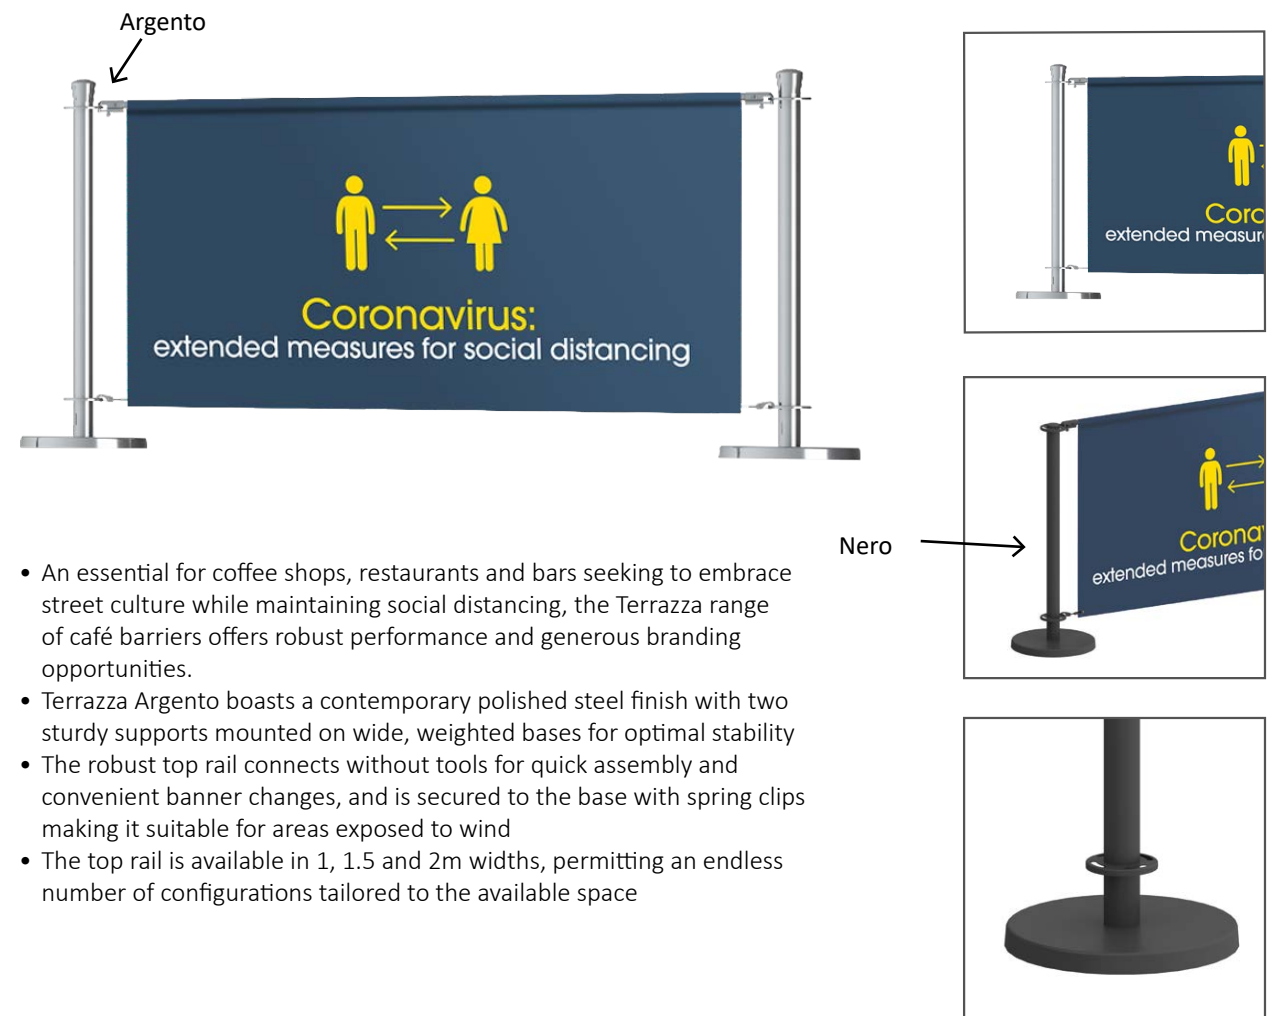 Argento
Coronavirus:
extended measures for social distancing
Coro
extended measur
Nero
Corona
extended measures fo
• An essential for coffee shops, restaurants and bars seeking to embrace
street culture while maintaining social distancing, the Terrazza range
of café barriers offers robust performance and generous branding
opportunities.
• Terrazza Argento boasts a contemporary polished steel finish with two
sturdy supports mounted on wide, weighted bases for optimal stability
• The robust top rail connects without tools for quick assembly and
convenient banner changes, and is secured to the base with spring clips
making it suitable for areas exposed to wind
• The top rail is available in 1, 1.5 and 2m widths, permitting an endless
number of configurations tailored to the available space